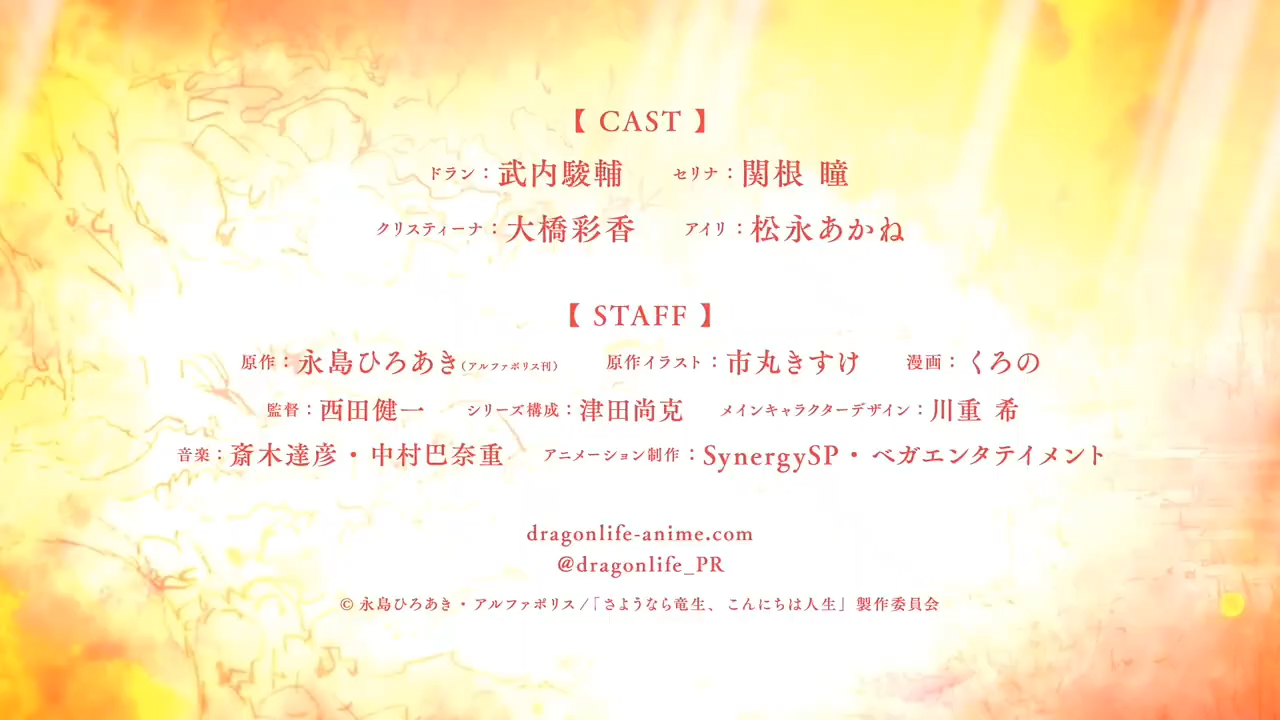 【 CAST 】
ドラン：武内駿輔　セリナ：関根 瞳
クリスティーナ：大橋彩香　アイリ：松永あかね
【 STAFF 】
原作：永島ひろあき（アルファポリス刊）　原作イラスト：市丸きすけ　漫画：くろの
監督：西田健一　シリーズ構成：津田尚克　メインキャラクターデザイン：川重 希
音楽：斎木達彦・中村巴奈重　アニメーション制作：SynergySP・ベガエンタテイメント
dragonlife-anime.com
@dragonlife_PR
© 永島ひろあき・アルファポリス/「さようなら竜生、こんにちは人生」製作委員会